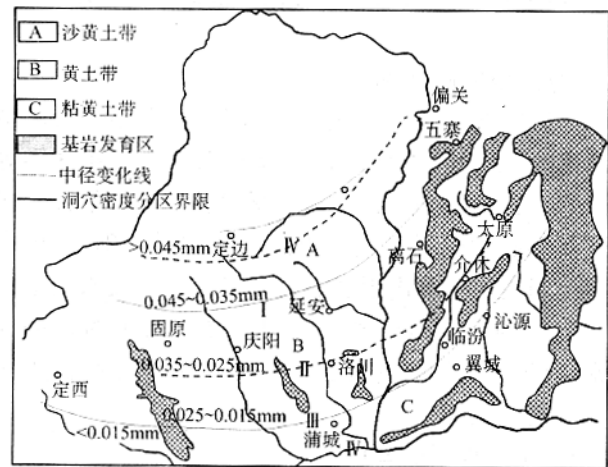 A 沙黄土带
B 黄土带
C 粘黄土带
基岩发育区
中径变化线
洞穴密度分区界限
偏关
五寨
太原
>0.045mm
定边
Ⅳ
A
离石
介休
0.045~0.035mm
Ⅰ
延安
沁源
固原
庆阳
B
临汾
0.035~0.025mm
Ⅱ
洛川
翼城
定西
0.025~0.015mm
Ⅲ
C
<0.015mm
蒲城
Ⅳ